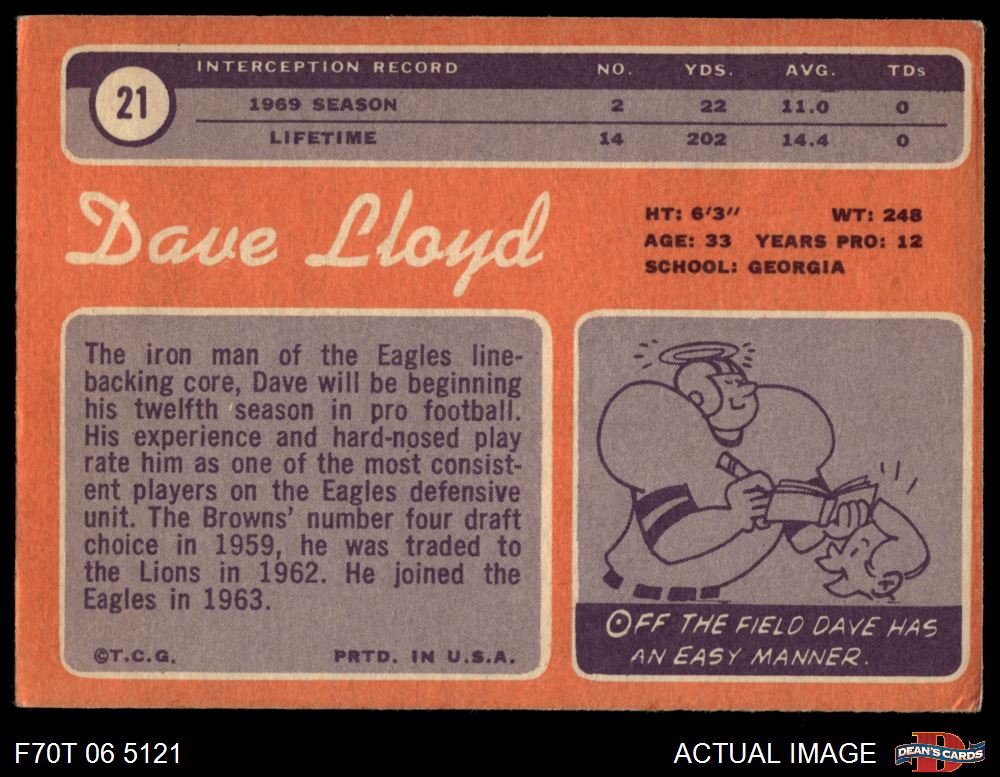 INTERCEPTION RECORD NO. YDS. AVG. TDs
21
1969 SEASON 2 22 11.0 0
LIFETIME 14 202 14.4 0
Dave Lloyd
HT: 6'3" WT: 248
AGE: 33 YEARS PRO: 12
SCHOOL: GEORGIA
The iron man of the Eagles line-
backing core, Dave will be beginning
his twelfth season in pro football.
His experience and hard-nosed play
rate him as one of the most consist-
ent players on the Eagles defensive
unit. The Browns' number four draft
choice in 1959, he was traded to
the Lions in 1962. He joined the
Eagles in 1963.
©T.C.G. PRTD. IN U.S.A.
OFF THE FIELD DAVE HAS
AN EASY MANNER.
F70T 06 5121
ACTUAL IMAGE
D
DEAN'S CARDS